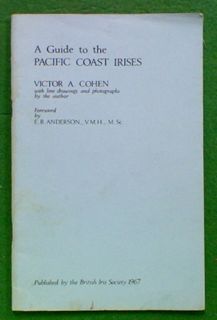 A Guide to the
PACIFIC COAST IRISES
VICTOR A. COHEN
with line drawings and photographs
by the author
Foreword
by
E. B. ANDERSON, V.M.H., M. Sc.
Published by the British Iris Society 1967